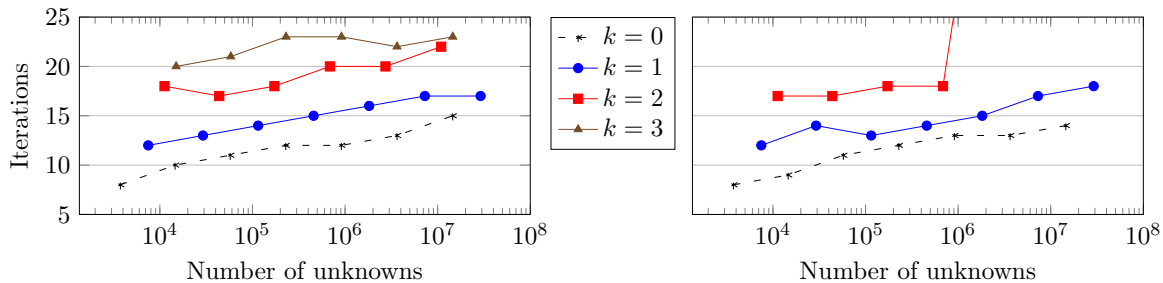 25
20
15
10
5
Iterations
10^4 10^5 10^6 10^7 10^8
Number of unknowns
k = 0
k = 1
k = 2
k = 3
10^4 10^5 10^6 10^7 10^8
Number of unknowns